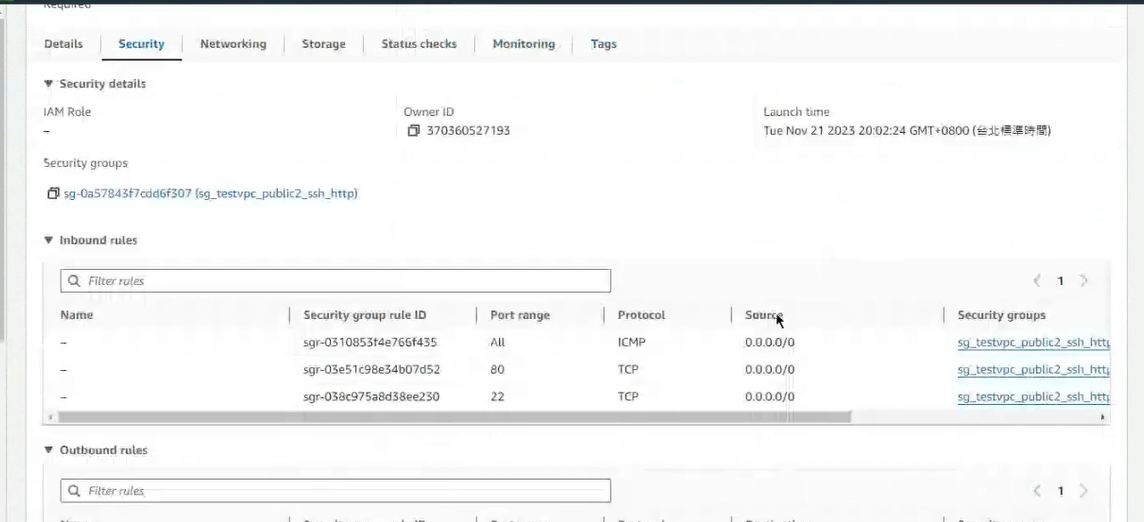 Required
Details Security Networking Storage Status checks Monitoring Tags
Security details
IAM Role Owner ID Launch time
– 370360527193 Tue Nov 21 2023 20:02:24 GMT+0800 (台北標準時間)
Security groups
sg-0a57843f7cdd6f307 (sg_testvpc_public2_ssh_http)
Inbound rules
Filter rules 1
Name Security group rule ID Port range Protocol Source Security groups
– sgr-0310853f4e766f435 All ICMP 0.0.0.0/0 sg_testvpc_public2_ssh_http
– sgr-03e51c98e34b07d52 80 TCP 0.0.0.0/0 sg_testvpc_public2_ssh_http
– sgr-038c975a8d38ee230 22 TCP 0.0.0.0/0 sg_testvpc_public2_ssh_http
Outbound rules
Filter rules 1